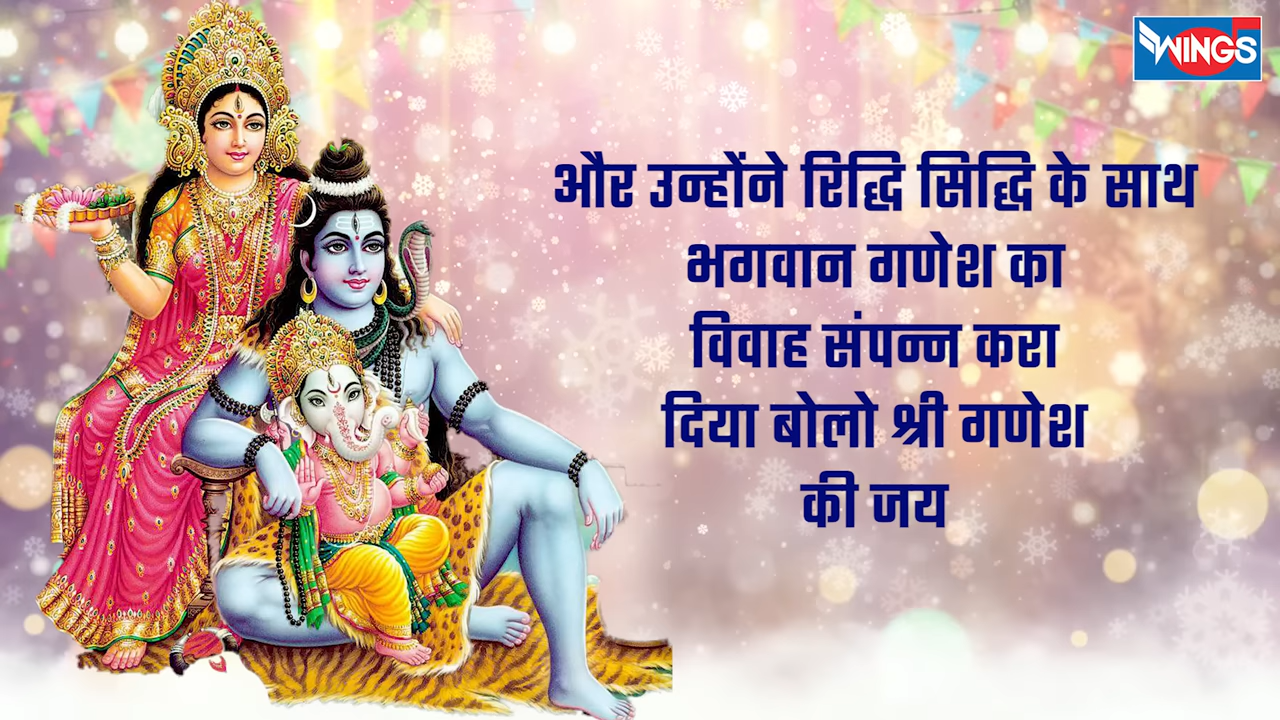 WINGS
और उन्होंने रिद्धि सिद्धि के साथ
भगवान गणेश का
विवाह संपन्न करा
दिया बोलो श्री गणेश
की जय